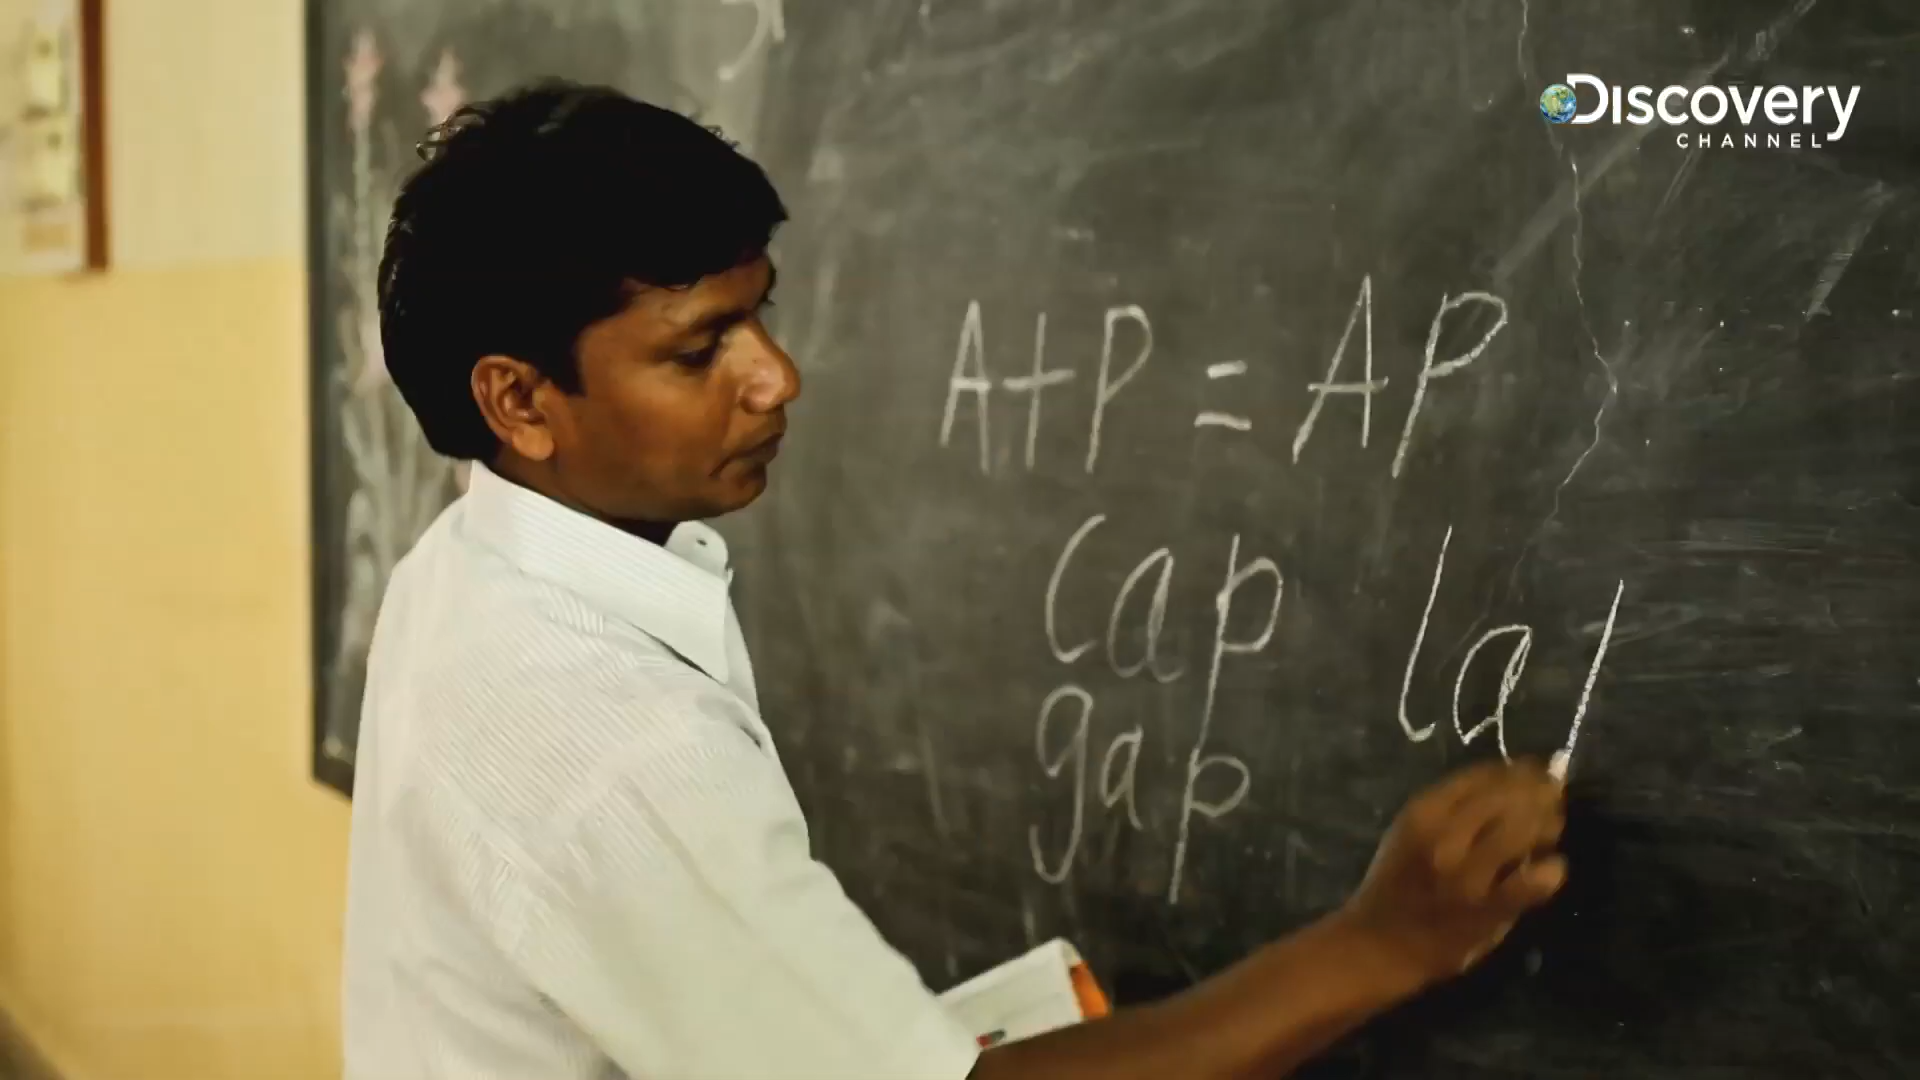 Discovery
CHANNEL
A+P = AP
Cap
gap
la